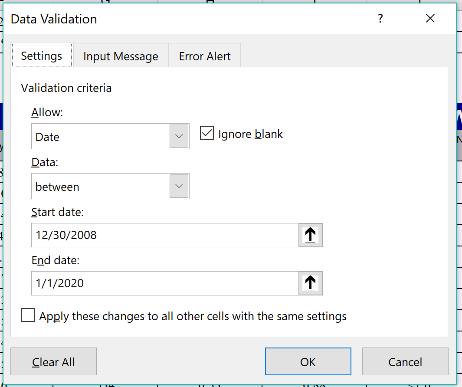 Data Validation ?
Settings Input Message Error Alert
Validation criteria
Allow:
Date Ignore blank
Data:
between
Start date:
12/30/2008
End date:
1/1/2020
Apply these changes to all other cells with the same settings
Clear All OK Cancel